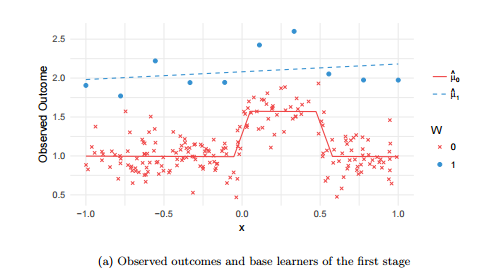 Observed Outcome
2.5
2.0
1.5
1.0
0.5
−1.0 −0.5 0.0 0.5 1.0
x
μ̂₀
μ̂₁
W
0
1
(a) Observed outcomes and base learners of the first stage